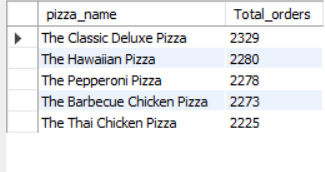 pizza_name Total_orders
The Classic Deluxe Pizza 2329
The Hawaiian Pizza 2280
The Pepperoni Pizza 2278
The Barbecue Chicken Pizza 2273
The Thai Chicken Pizza 2225